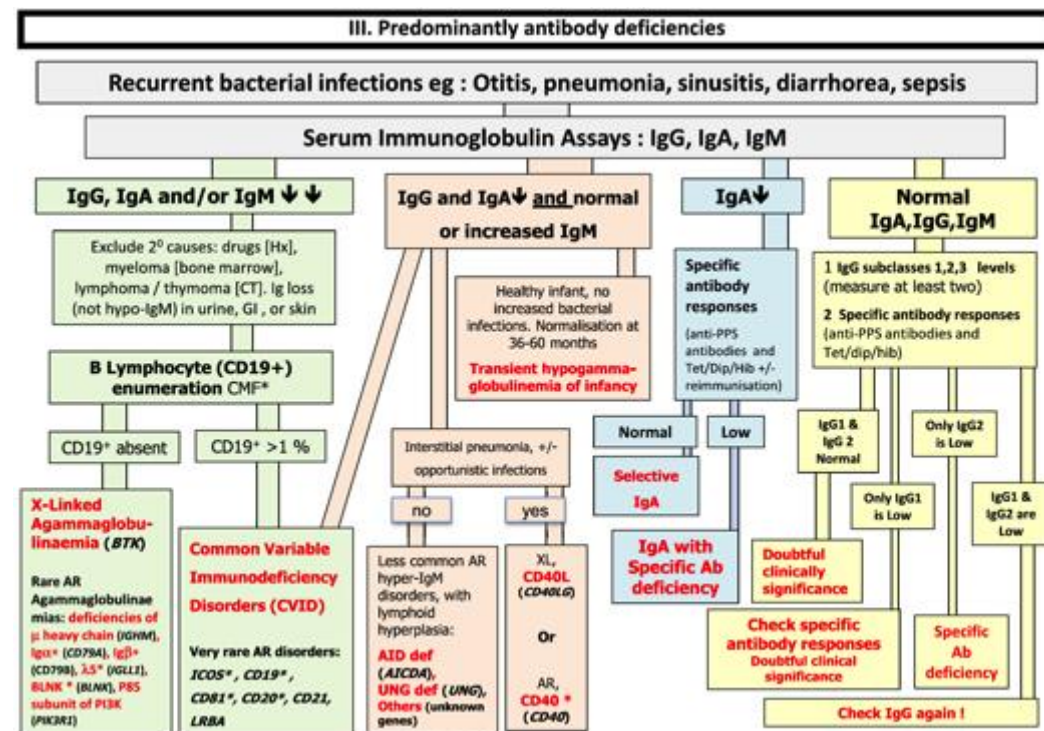 III. Predominantly antibody deficiencies
Recurrent bacterial infections eg : Otitis, pneumonia, sinusitis, diarrhorea, sepsis
Serum Immunoglobulin Assays : IgG, IgA, IgM
IgG, IgA and/or IgM ↓ ↓
Exclude 2⁰ causes: drugs [Hx],
myeloma [bone marrow],
lymphoma / thymoma [CT]. Ig loss
(not hypo-IgM) in urine, GI , or skin
B Lymphocyte (CD19+)
enumeration CMF*
CD19⁺ absent
CD19⁺ >1 %
X-Linked
Agammaglobu-
linaemia (BTK)
Rare AR
Agammaglobulinae
mias: deficiencies of
μ heavy chain (IGHM),
Igα+ (CD79A), Igβ+
(CD79B), λ5* (IGLL1)
BLNK * (BLNK), P85
subunit of PI3K
(PIK3R1)
Common Variable
Immunodeficiency
Disorders (CVID)
Very rare AR disorders:
ICOS*, CD19*,
CD81*, CD20*, CD21,
LRBA
IgG and IgA↓ and normal
or increased IgM
Healthy infant, no
increased bacterial
infections. Normalisation at
36-60 months
Transient hypogamma-
globulinemia of infancy
Interstitial pneumonia, +/-
opportunistic infections
no
yes
Less common AR
hyper-IgM
disorders, with
lymphoid
hyperplasia:
AID def
(AICDA),
UNG def (UNG),
Others (unknown
genes)
XL,
CD40L
(CD40LG)
Or
AR,
CD40 *
(CD40)
IgA↓
Specific
antibody
responses
(anti-PPS
antibodies and
Tet/Dip/Hib +/-
reimmunisation)
Normal
Low
Selective
IgA
IgA with
Specific Ab
deficiency
Normal
IgA,IgG,IgM
1 IgG subclasses 1,2,3 levels
(measure at least two)
2 Specific antibody responses
(anti-PPS antibodies and
Tet/dip/hib)
IgG1 &
IgG 2
Normal
Only IgG1
is Low
Only IgG2
is Low
IgG1 &
IgG2 are
Low
Doubtful
clinically
significance
Check specific
antibody responses
Doubtful clinical
significance
Specific
Ab
deficiency
Check IgG again !